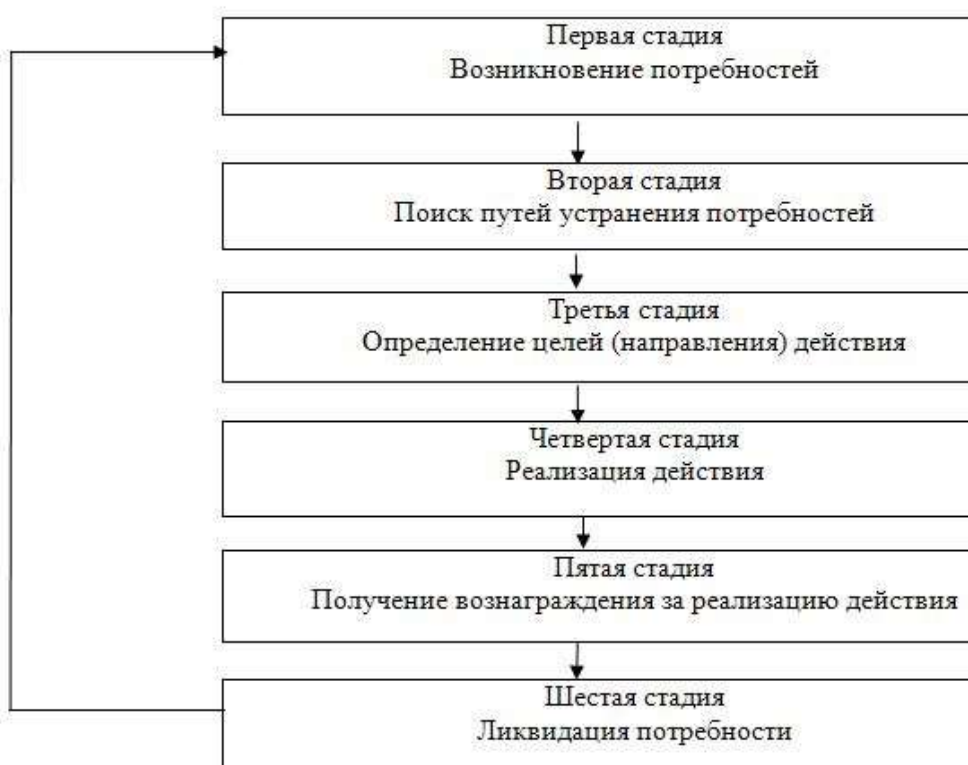 Первая стадия
Возникновение потребностей
Вторая стадия
Поиск путей устранения потребностей
Третья стадия
Определение целей (направления) действия
Четвертая стадия
Реализация действия
Пятая стадия
Получение вознаграждения за реализацию действия
Шестая стадия
Ликвидация потребности